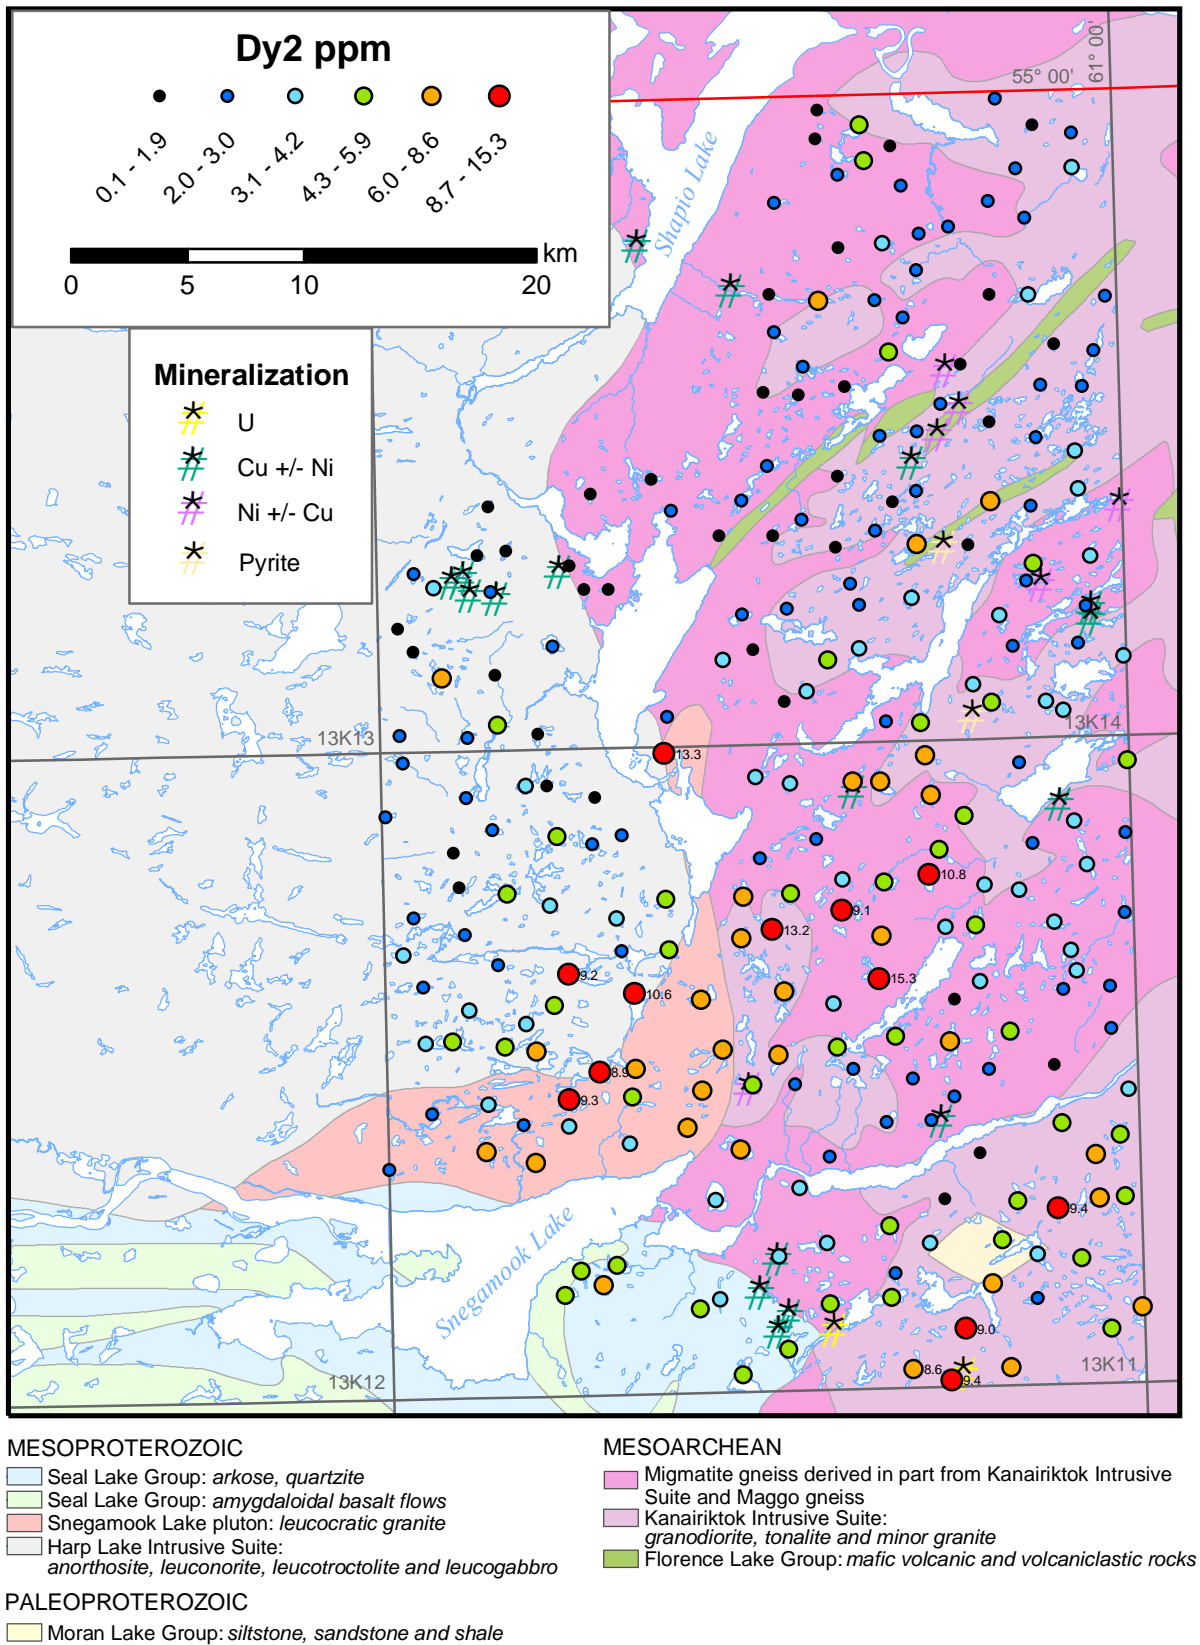 Dy2 ppm
0.1 - 1.9
2.0 - 3.0
3.1 - 4.2
4.3 - 5.9
6.0 - 8.6
8.7 - 15.3
km
0 5 10 20
Mineralization
U
Cu +/- Ni
Ni +/- Cu
Pyrite
55° 00'
61° 00'
Shapio Lake
13K13
13K14
13.3
10.8
9.1
13.2
9.2
15.3
10.6
8.9
9.3
9.4
Snegamook Lake
9.0
13K12
8.6
9.4
13K11
MESOPROTEROZOIC
Seal Lake Group: arkose, quartzite
Seal Lake Group: amygdaloidal basalt flows
Snegamook Lake pluton: leucocratic granite
Harp Lake Intrusive Suite:
anorthosite, leuconorite, leucotroctolite and leucogabbro
PALEOPROTEROZOIC
Moran Lake Group: siltstone, sandstone and shale
MESOARCHEAN
Migmatite gneiss derived in part from Kanairiktok Intrusive
Suite and Maggo gneiss
Kanairiktok Intrusive Suite:
granodiorite, tonalite and minor granite
Florence Lake Group: mafic volcanic and volcaniclastic rocks